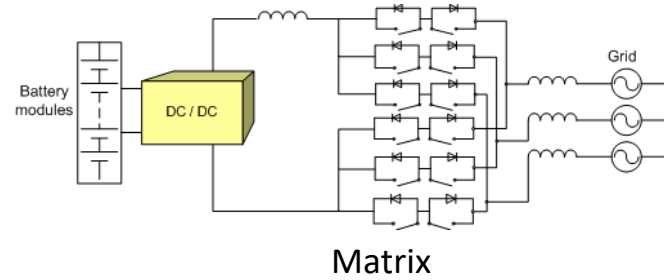 Grid
Battery
modules
DC / DC
Matrix